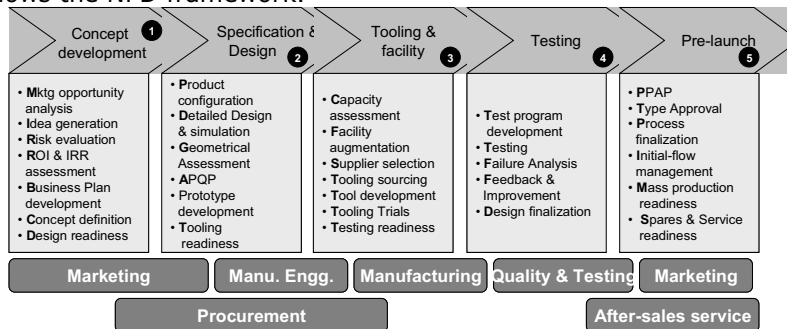 Concept
development
1
Specification &
Design
2
Tooling &
facility
3
Testing
4
Pre-launch
5
• Mktg opportunity
analysis
• Idea generation
• Risk evaluation
• ROI & IRR
assessment
• Business Plan
development
• Concept definition
• Design readiness
• Product
configuration
• Detailed Design
& simulation
• Geometrical
Assessment
• APQP
• Prototype
development
• Tooling
readiness
• Capacity
assessment
• Facility
augmentation
• Supplier selection
• Tooling sourcing
• Tool development
• Tooling Trials
• Testing readiness
• Test program
development
• Testing
• Failure Analysis
• Feedback &
Improvement
• Design finalization
• PPAP
• Type Approval
• Process
finalization
• Initial-flow
management
• Mass production
readiness
• Spares & Service
readiness
Marketing
Manu. Engg.
Manufacturing
Quality & Testing
Marketing
Procurement
After-sales service